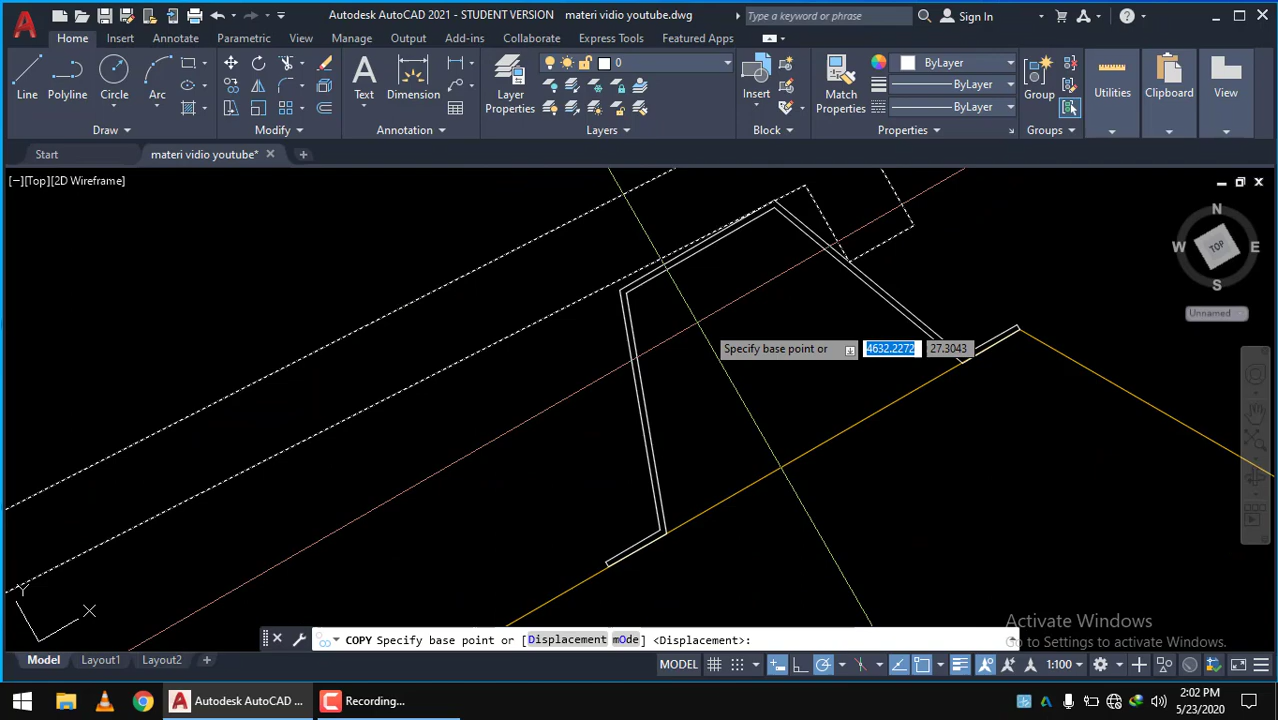 Autodesk AutoCAD 2021 - STUDENT VERSION materi vidio youtube.dwg
Type a keyword or phrase
Sign In
Home Insert Annotate Parametric View Manage Output Add-ins Collaborate Express Tools Featured Apps
Line Polyline Circle Arc
Text Dimension
Layer Properties
0
Insert
Match Properties
ByLayer
ByLayer
ByLayer
Group
Utilities Clipboard View
Draw Modify Annotation Layers Block Properties Groups
Start materi vidio youtube*
[−][Top][2D Wireframe]
N
W TOP E
S
Unnamed
Specify base point or 4632.2272 27.3043
Y
X
Activate Windows
Go to Settings to activate Windows.
COPY Specify base point or [Displacement mOde] <Displacement>:
Model Layout1 Layout2 +
MODEL 1:100
Autodesk AutoCAD ... Recording...
2:02 PM
5/23/2020